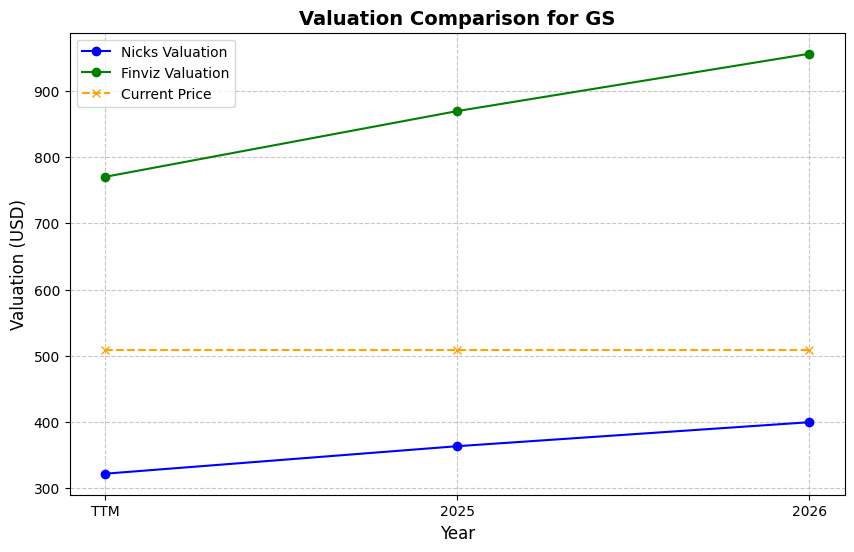 Valuation Comparison for GS
Nicks Valuation
Finviz Valuation
Current Price
Valuation (USD)
900
800
700
600
500
400
300
TTM
2025
2026
Year